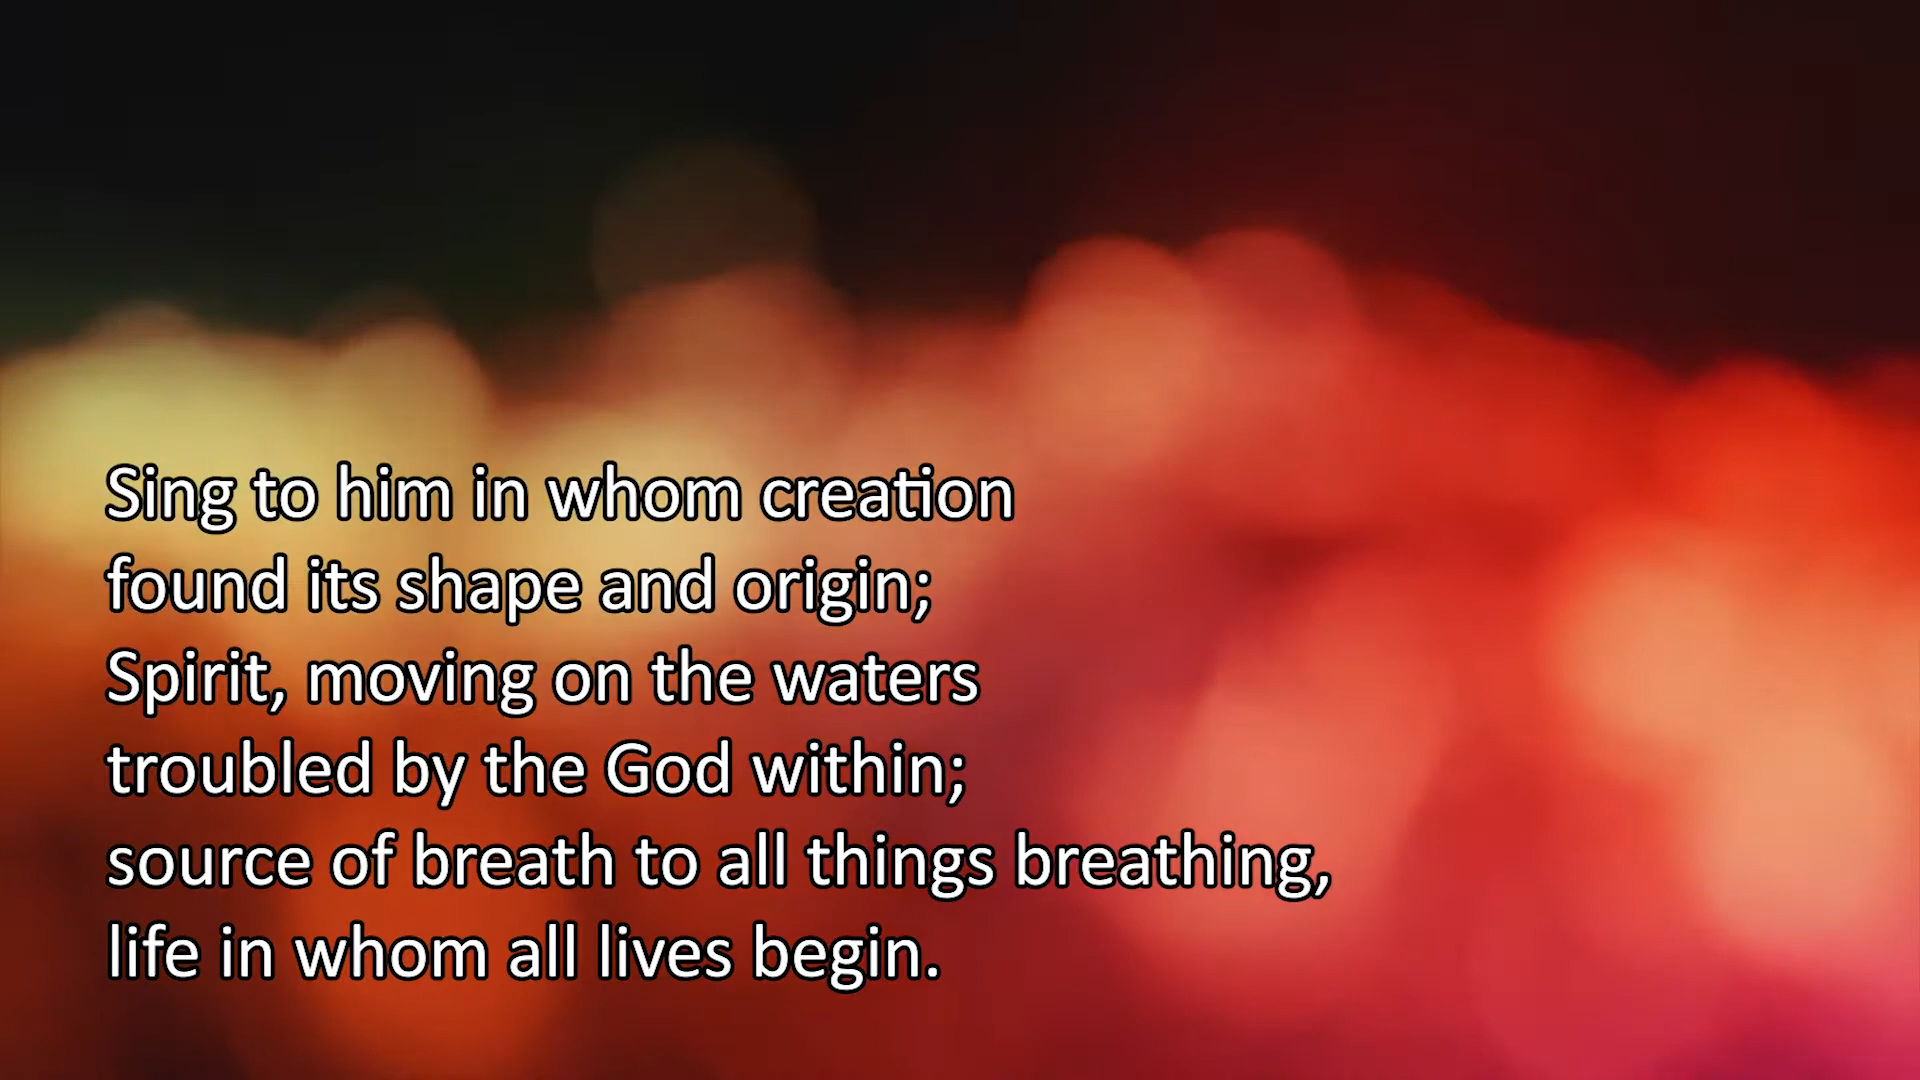 Sing to him in whom creation
found its shape and origin;
Spirit, moving on the waters
troubled by the God within;
source of breath to all things breathing,
life in whom all lives begin.